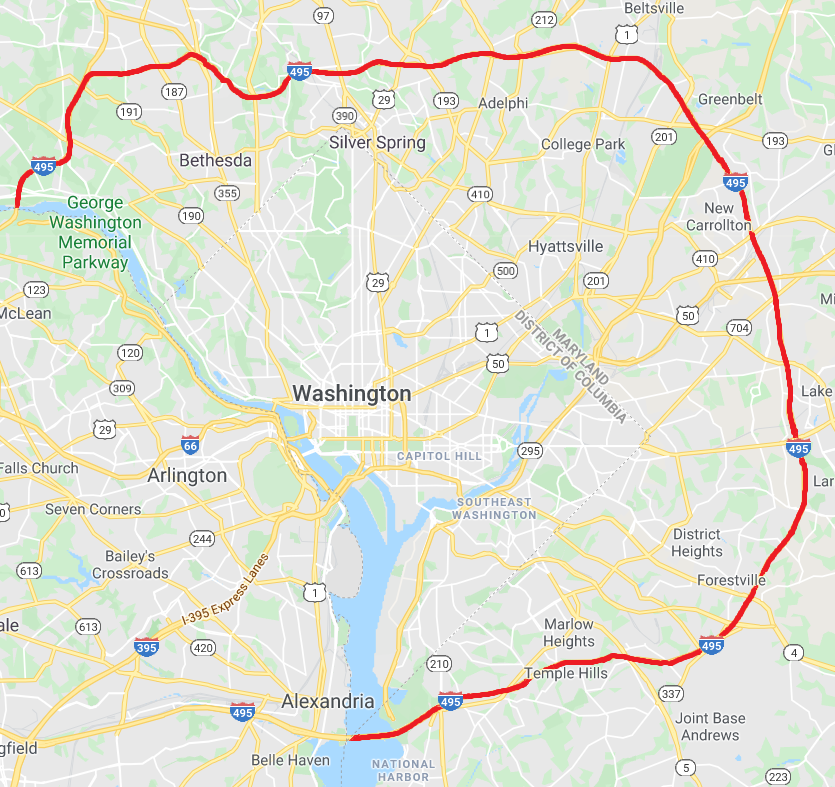 Beltsville
97
212
1
495
187
29
193
Adelphi
Greenbelt
191
390
Silver Spring
College Park
201
193
495
Bethesda
495
355
410
New
Carrollton
George
Washington
Memorial
Parkway
190
Hyattsville
410
500
201
29
123
McLean
50
704
1
MARYLAND
DISTRICT OF COLUMBIA
120
50
309
Washington
Lake
29
66
295
495
CAPITOL HILL
Falls Church
Arlington
Lar
Seven Corners
SOUTHEAST
WASHINGTON
244
District
Heights
Bailey's
Crossroads
613
I-395 Express Lanes
Forestville
1
ale
613
395
420
Marlow
Heights
495
4
210
Temple Hills
337
Alexandria
495
495
Joint Base
Andrews
gfield
Belle Haven
NATIONAL
HARBOR
5
223